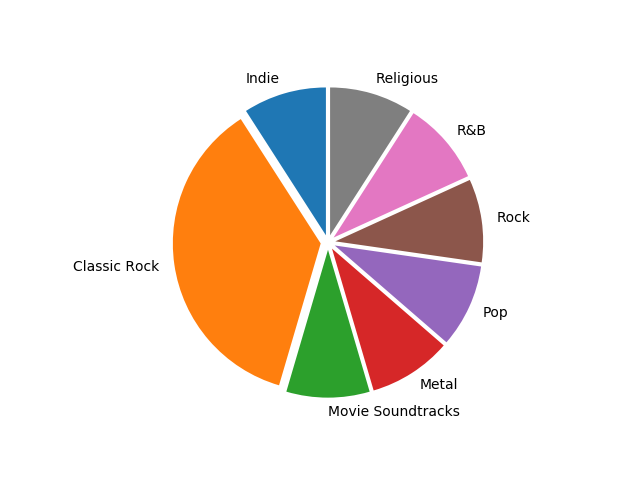 Indie
Religious
R&B
Rock
Classic Rock
Pop
Metal
Movie Soundtracks